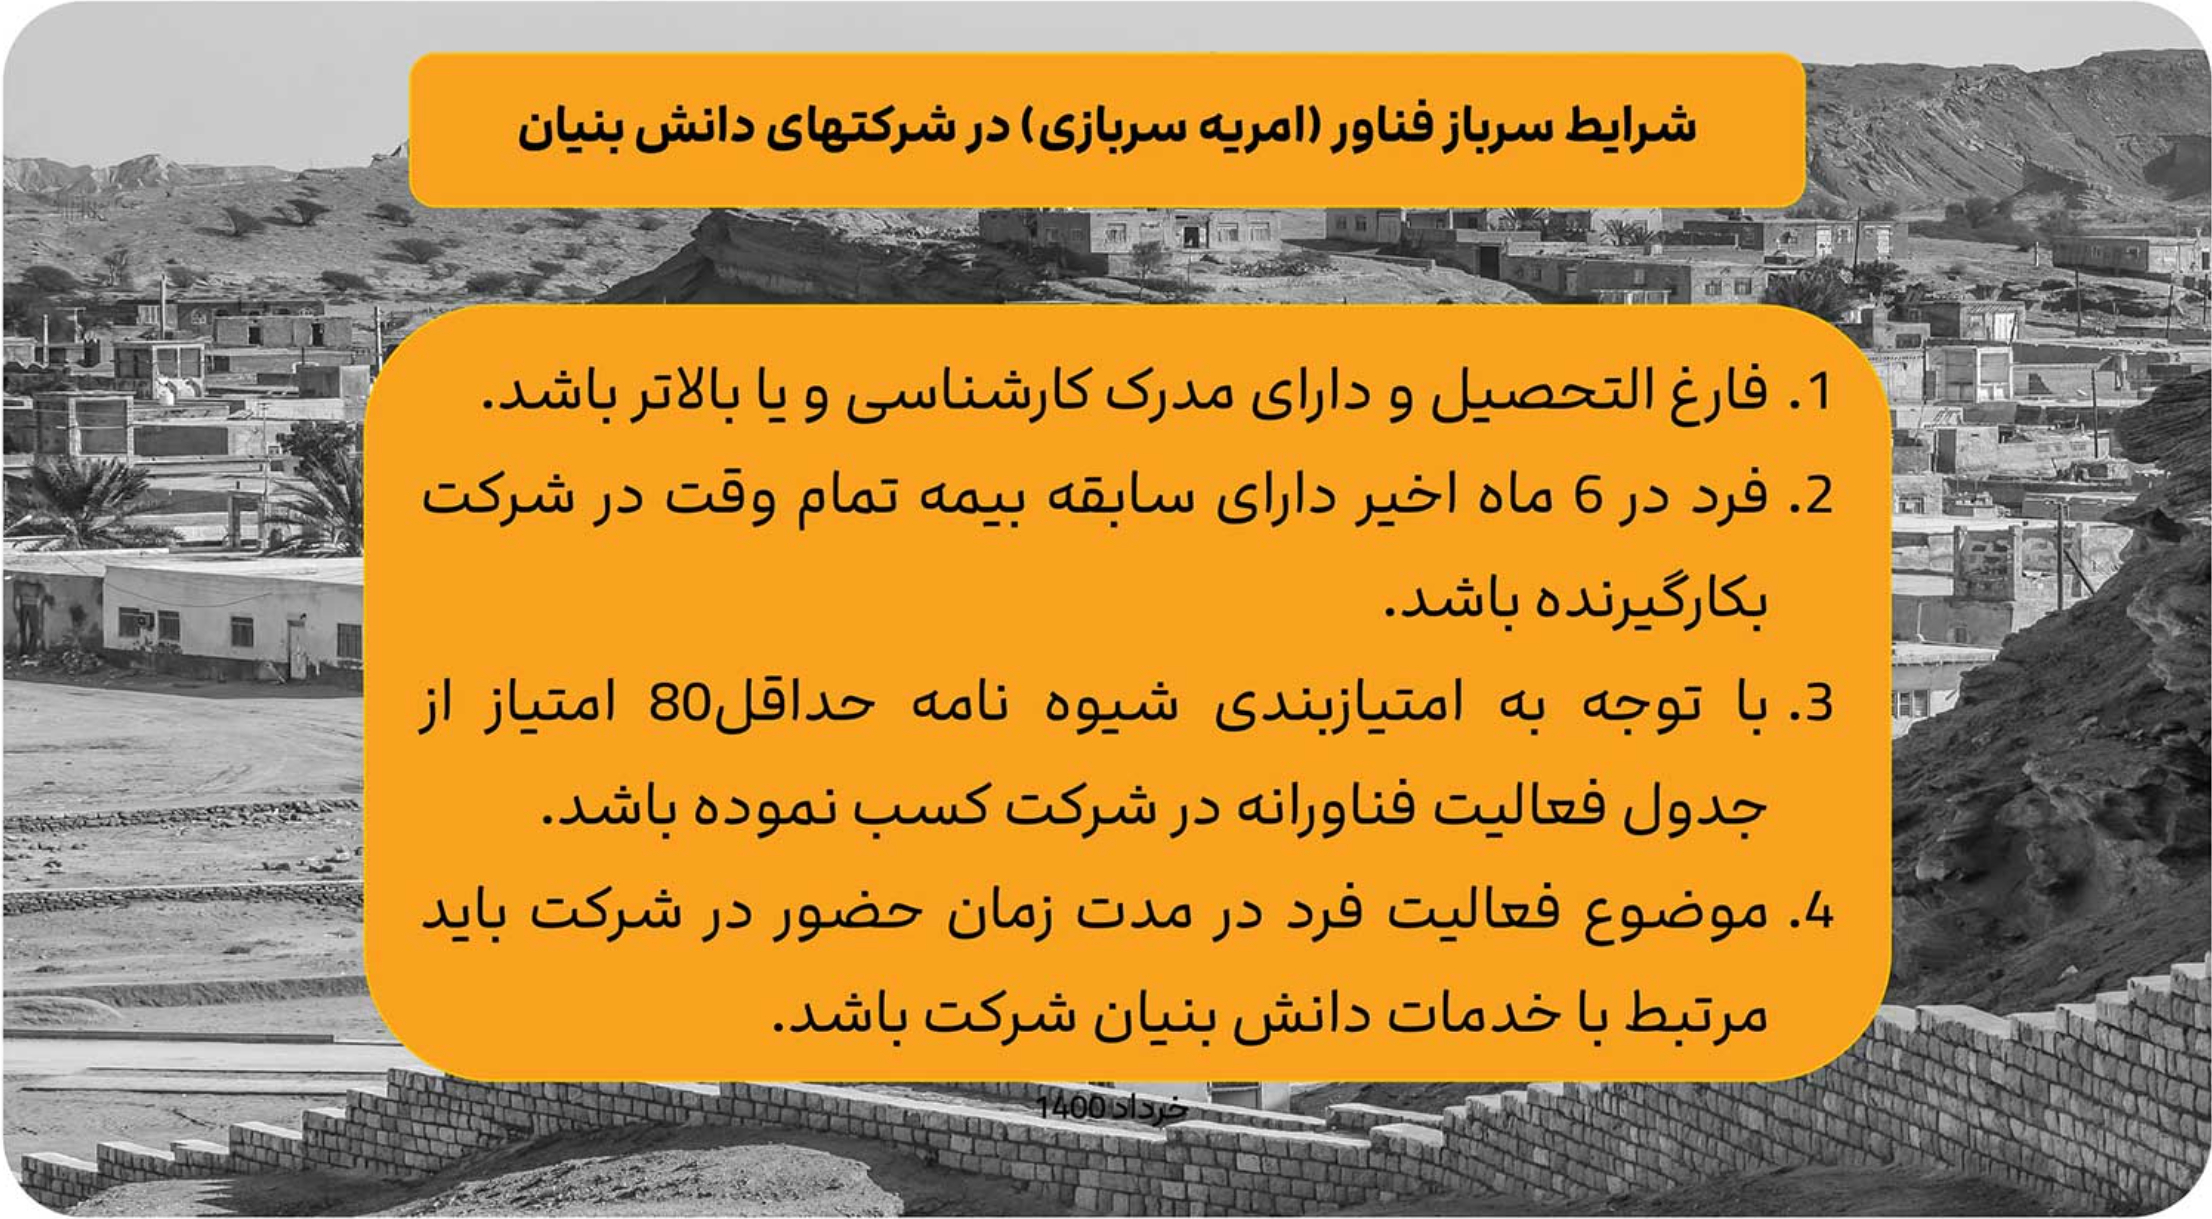 شرایط سرباز فناور (امریه سربازی) در شرکتهای دانش بنیان
1. فارغ التحصیل و دارای مدرک کارشناسی و یا بالاتر باشد.
2. فرد در 6 ماه اخیر دارای سابقه بیمه تمام وقت در شرکت
بکارگیرنده باشد.
3. با توجه به امتیازبندی شیوه نامه حداقل80 امتیاز از
جدول فعالیت فناورانه در شرکت کسب نموده باشد.
4. موضوع فعالیت فرد در مدت زمان حضور در شرکت باید
مرتبط با خدمات دانش بنیان شرکت باشد.
خرداد 1400